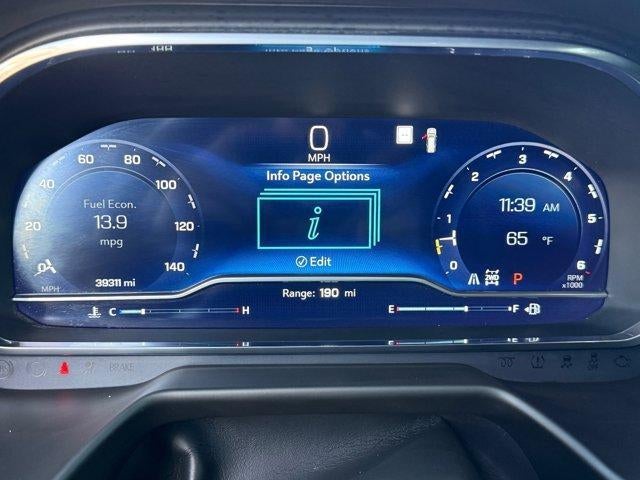 0
MPH
Info Page Options
i
Edit
20
40
60
80
100
120
140
MPH
Fuel Econ.
13.9
mpg
39311 mi
0
1
2
3
4
5
6
RPM
x1000
11:39 AM
65 °F
2WD
P
Range: 190 mi
C H
E F
BRAKE